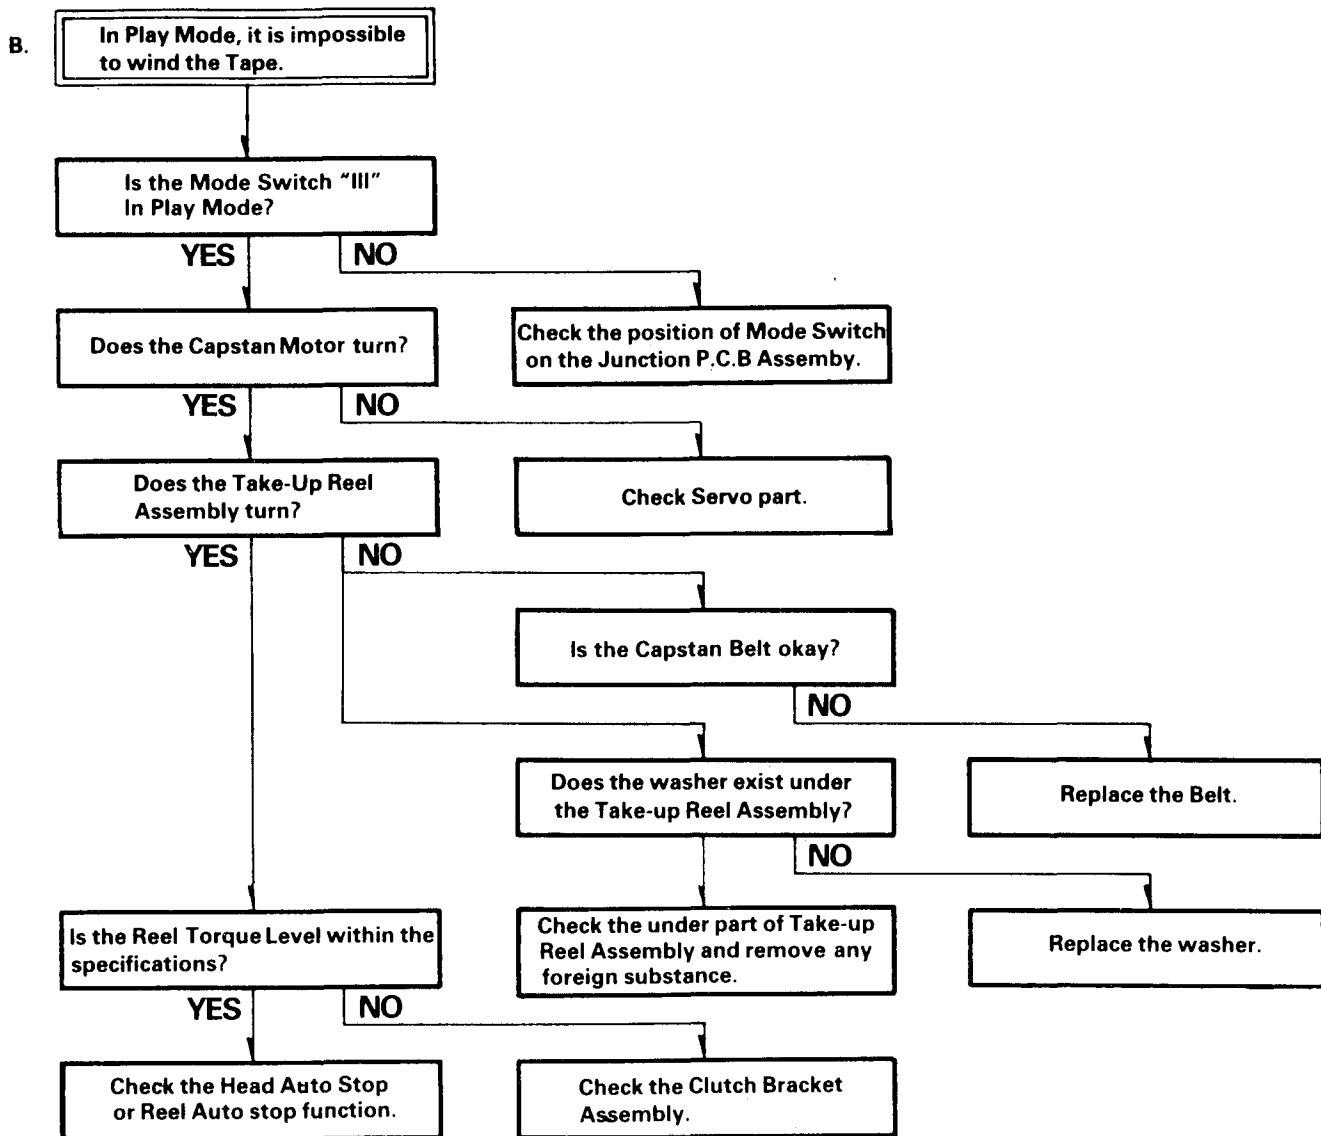 B.
In Play Mode, it is impossible
to wind the Tape.
Is the Mode Switch "III"
In Play Mode?
YES
NO
Does the Capstan Motor turn?
Check the position of Mode Switch
on the Junction P.C.B Assemby.
YES
NO
Does the Take-Up Reel
Assembly turn?
Check Servo part.
YES
NO
Is the Capstan Belt okay?
NO
Does the washer exist under
the Take-up Reel Assembly?
Replace the Belt.
NO
Is the Reel Torque Level within the
specifications?
Check the under part of Take-up
Reel Assembly and remove any
foreign substance.
Replace the washer.
YES
NO
Check the Head Auto Stop
or Reel Auto stop function.
Check the Clutch Bracket
Assembly.